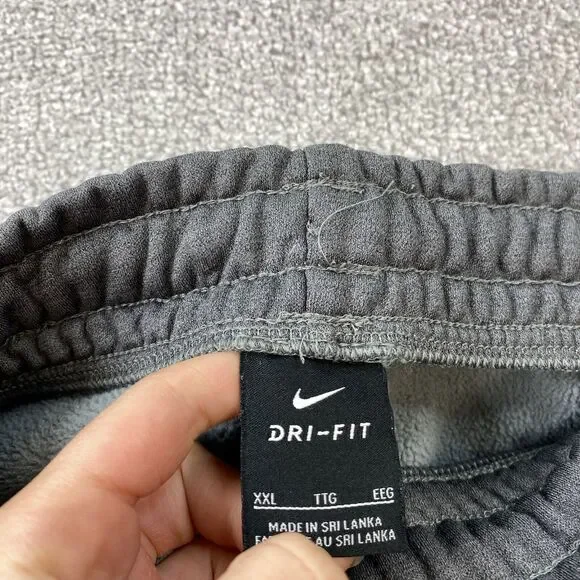 DRI-FIT
XXL TTG EEG
MADE IN SRI LANKA
AU SRI LANKA